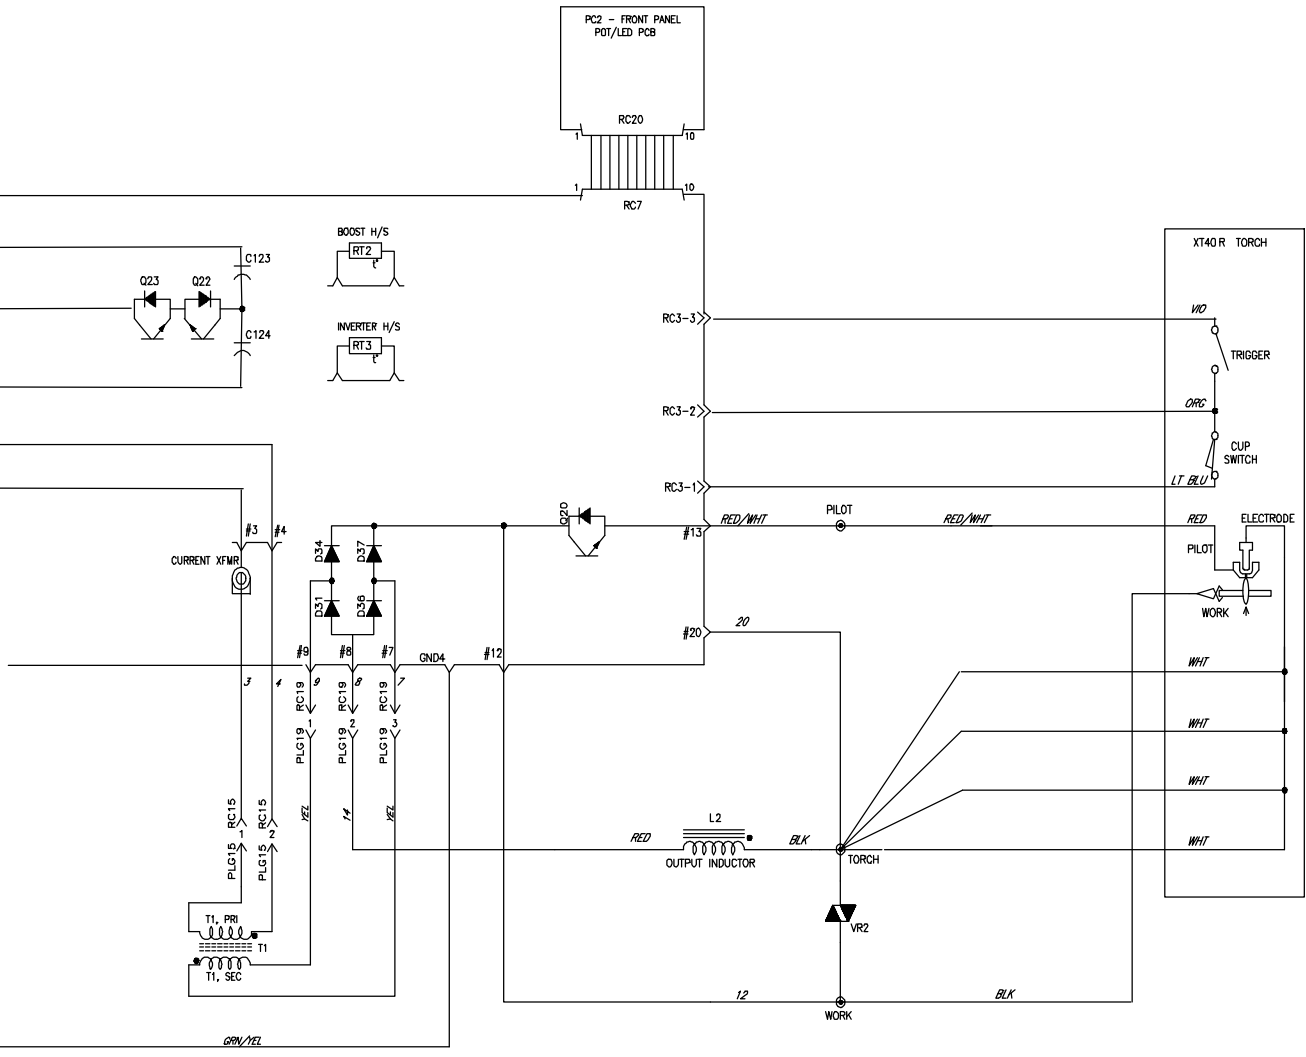 PC2 - FRONT PANEL
POT/LED PCB
RC20
1
10
1
10
RC7
BOOST H/S
RT2
t°
C123
Q23
Q22
XT40 R TORCH
VIO
RC3-3
INVERTER H/S
RT3
t°
C124
TRIGGER
ORG
RC3-2
CUP
SWITCH
LT BLU
RC3-1
Q20
PILOT
RED/WHT
RED/WHT
RED
ELECTRODE
#3
#4
#13
D34
D37
PILOT
CURRENT XFMR
D31
D36
WORK
#20
20
#9
#8
#7
GND4
#12
WHT
3
4
RC19
9
RC19
8
RC19
7
PLG19
1
PLG19
2
PLG19
3
WHT
WHT
RC15
RC15
YEL
14
YEL
1
2
L2
RED
BLK
WHT
OUTPUT INDUCTOR
TORCH
PLG15
PLG15
T1, PRI
T1
T1, SEC
VR2
12
BLK
WORK
GRN/YEL